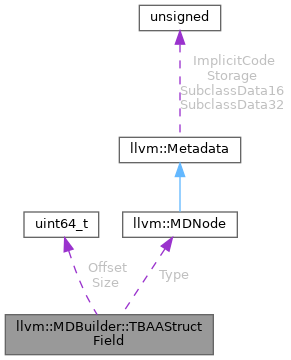 unsigned
ImplicitCode
Storage
SubclassData16
SubclassData32
llvm::Metadata
uint64_t
llvm::MDNode
Offset
Size
Type
llvm::MDBuilder::TBAAStruct
Field